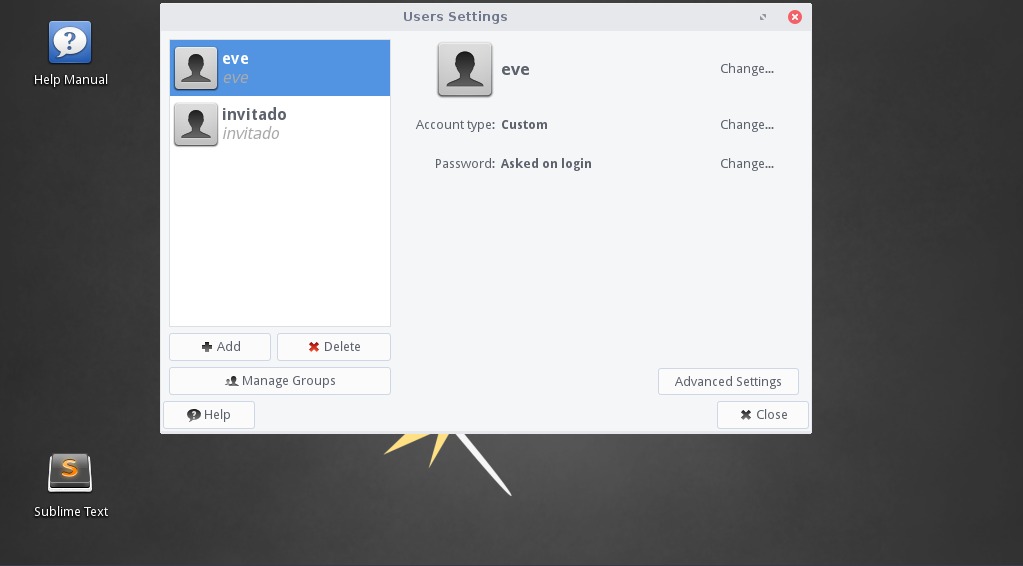 Users Settings
Help Manual
eve
eve
invitado
invitado
eve
Change...
Account type: Custom
Change...
Password: Asked on login
Change...
Add
Delete
Manage Groups
Advanced Settings
Help
Close
S
Sublime Text